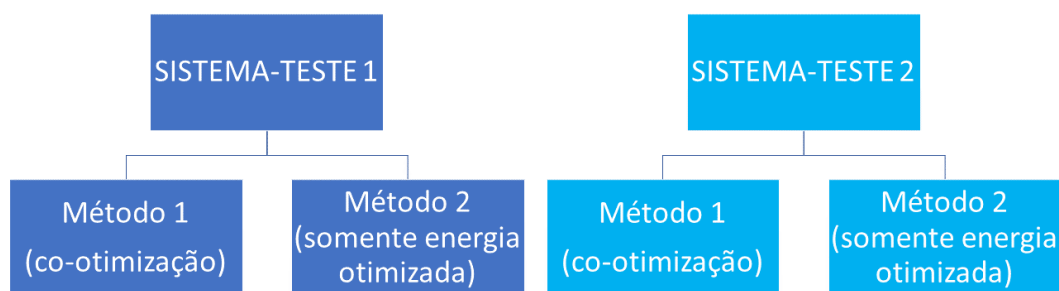 SISTEMA-TESTE 1
SISTEMA-TESTE 2
Método 1
(co-otimização)
Método 2
(somente energia
otimizada)
Método 1
(co-otimização)
Método 2
(somente energia
otimizada)